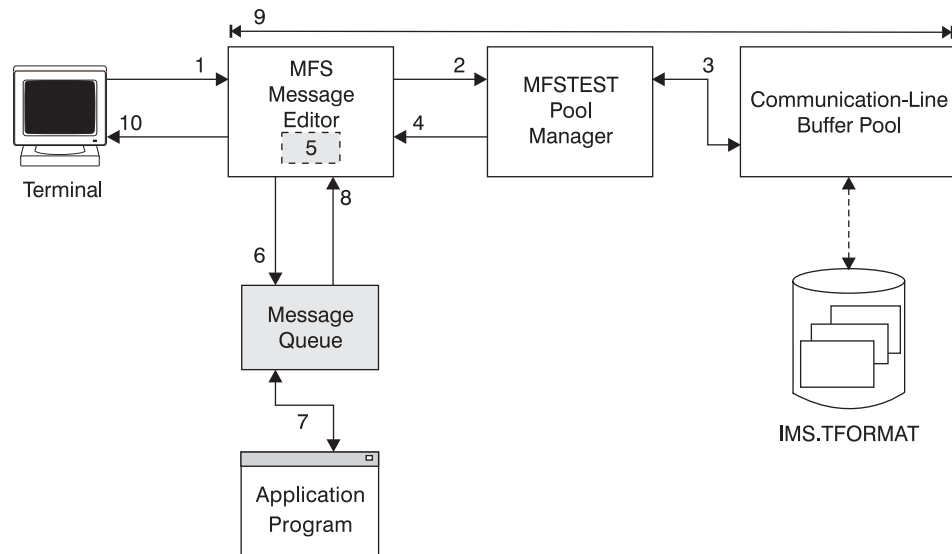 9
1
MFS
Message
Editor
5
2
MFSTEST
Pool
Manager
3
Communication-Line
Buffer Pool
10
4
Terminal
8
6
Message
Queue
7
IMS.TFORMAT
Application
Program